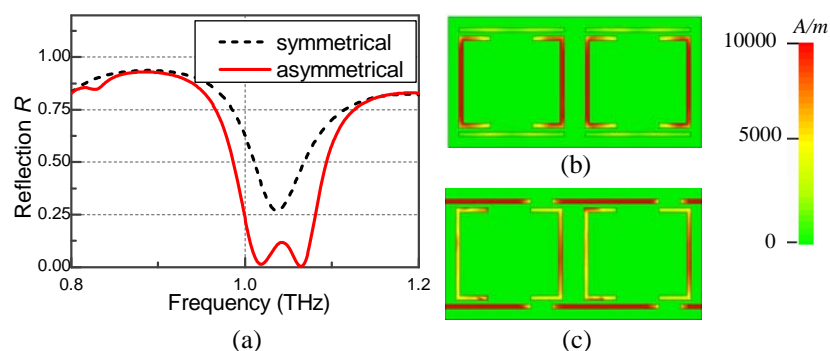 symmetrical
asymmetrical
1.00
0.75
0.50
0.25
0.00
Reflection R
0.8
1.0
1.2
Frequency (THz)
(a)
(b)
(c)
A/m
10000
5000
0